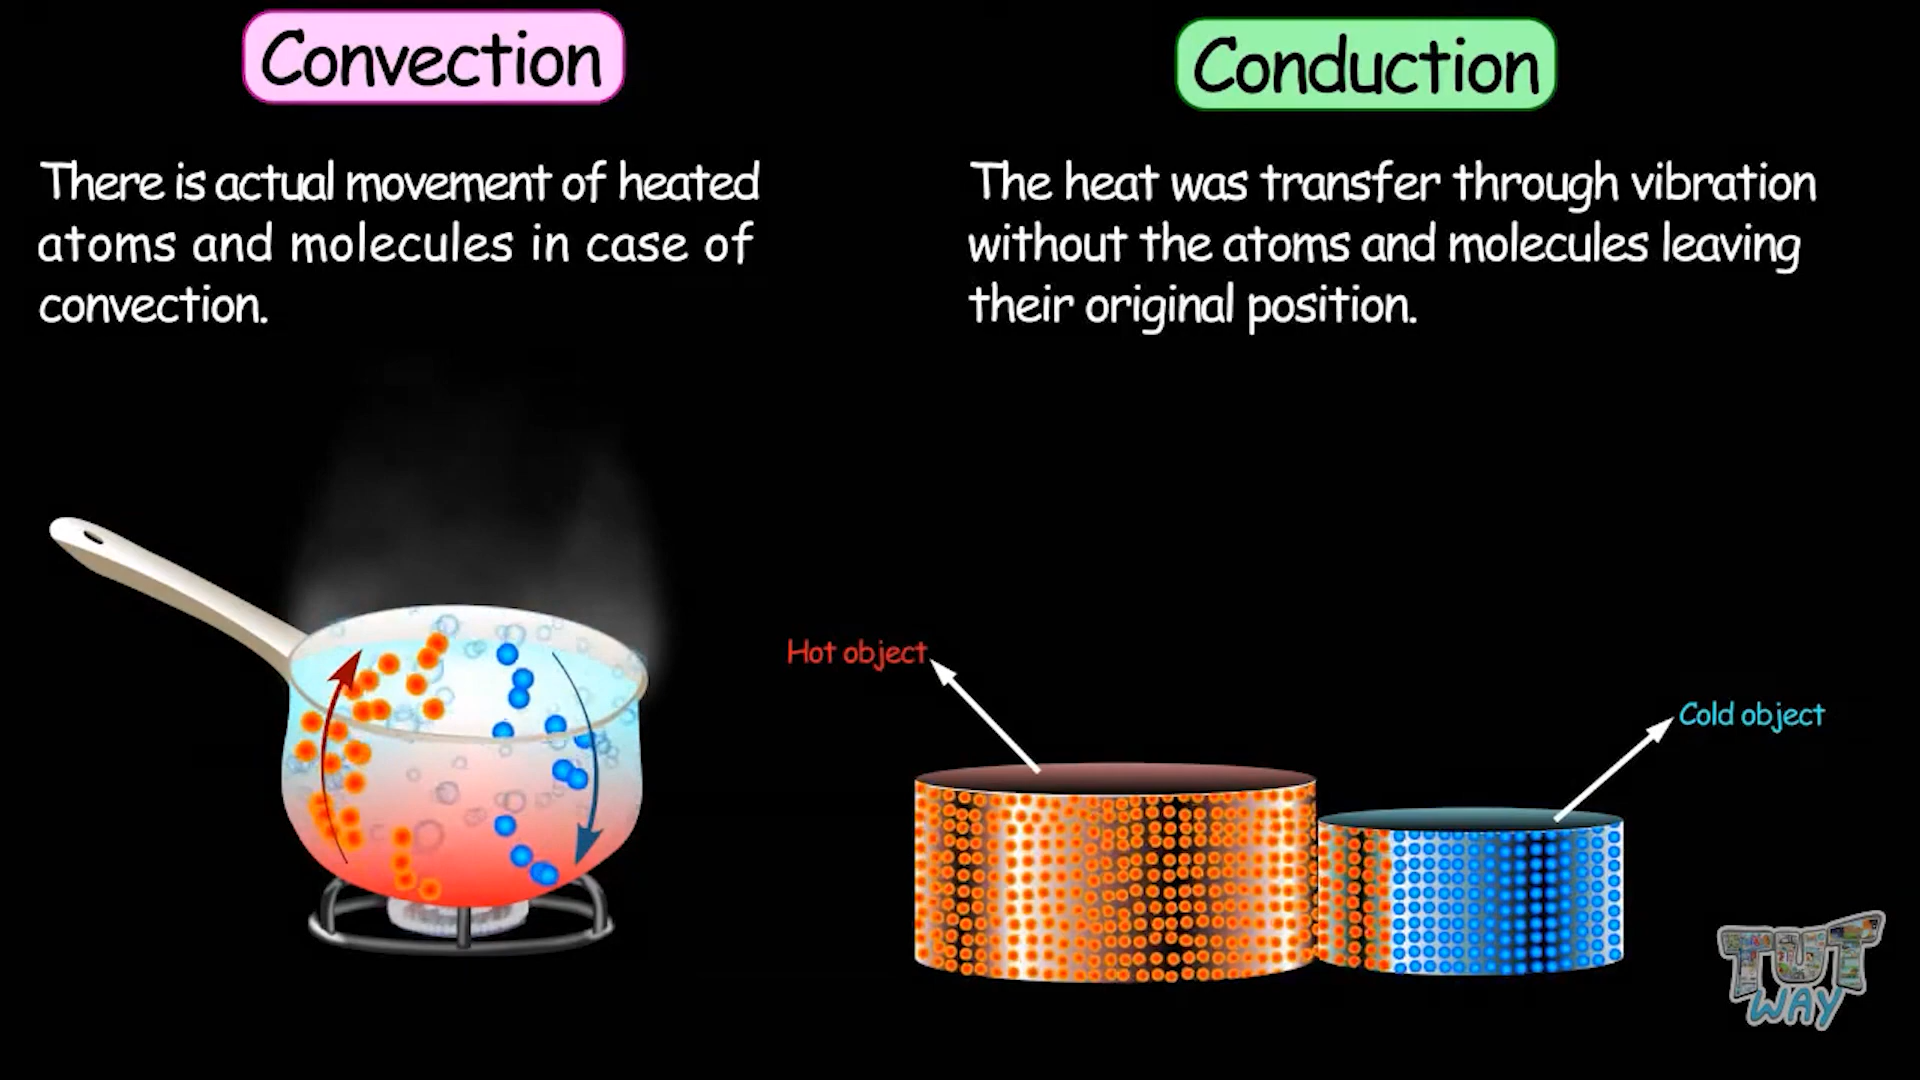 Convection
There is actual movement of heated
atoms and molecules in case of
convection.
Conduction
The heat was transfer through vibration
without the atoms and molecules leaving
their original position.
Hot object
Cold object
TUT
WAY